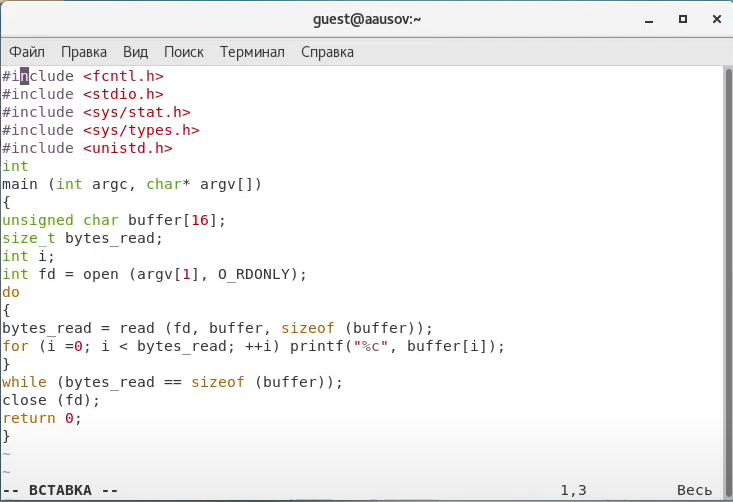 guest@aausov:~
Файл Правка Вид Поиск Терминал Справка
#include <fcntl.h>
#include <stdio.h>
#include <sys/stat.h>
#include <sys/types.h>
#include <unistd.h>
int
main (int argc, char* argv[])
{
unsigned char buffer[16];
size_t bytes_read;
int i;
int fd = open (argv[1], O_RDONLY);
do
{
bytes_read = read (fd, buffer, sizeof (buffer));
for (i =0; i < bytes_read; ++i) printf("%c", buffer[i]);
}
while (bytes_read == sizeof (buffer));
close (fd);
return 0;
}
~
~
-- ВСТАВКА -- 1,3 Весь